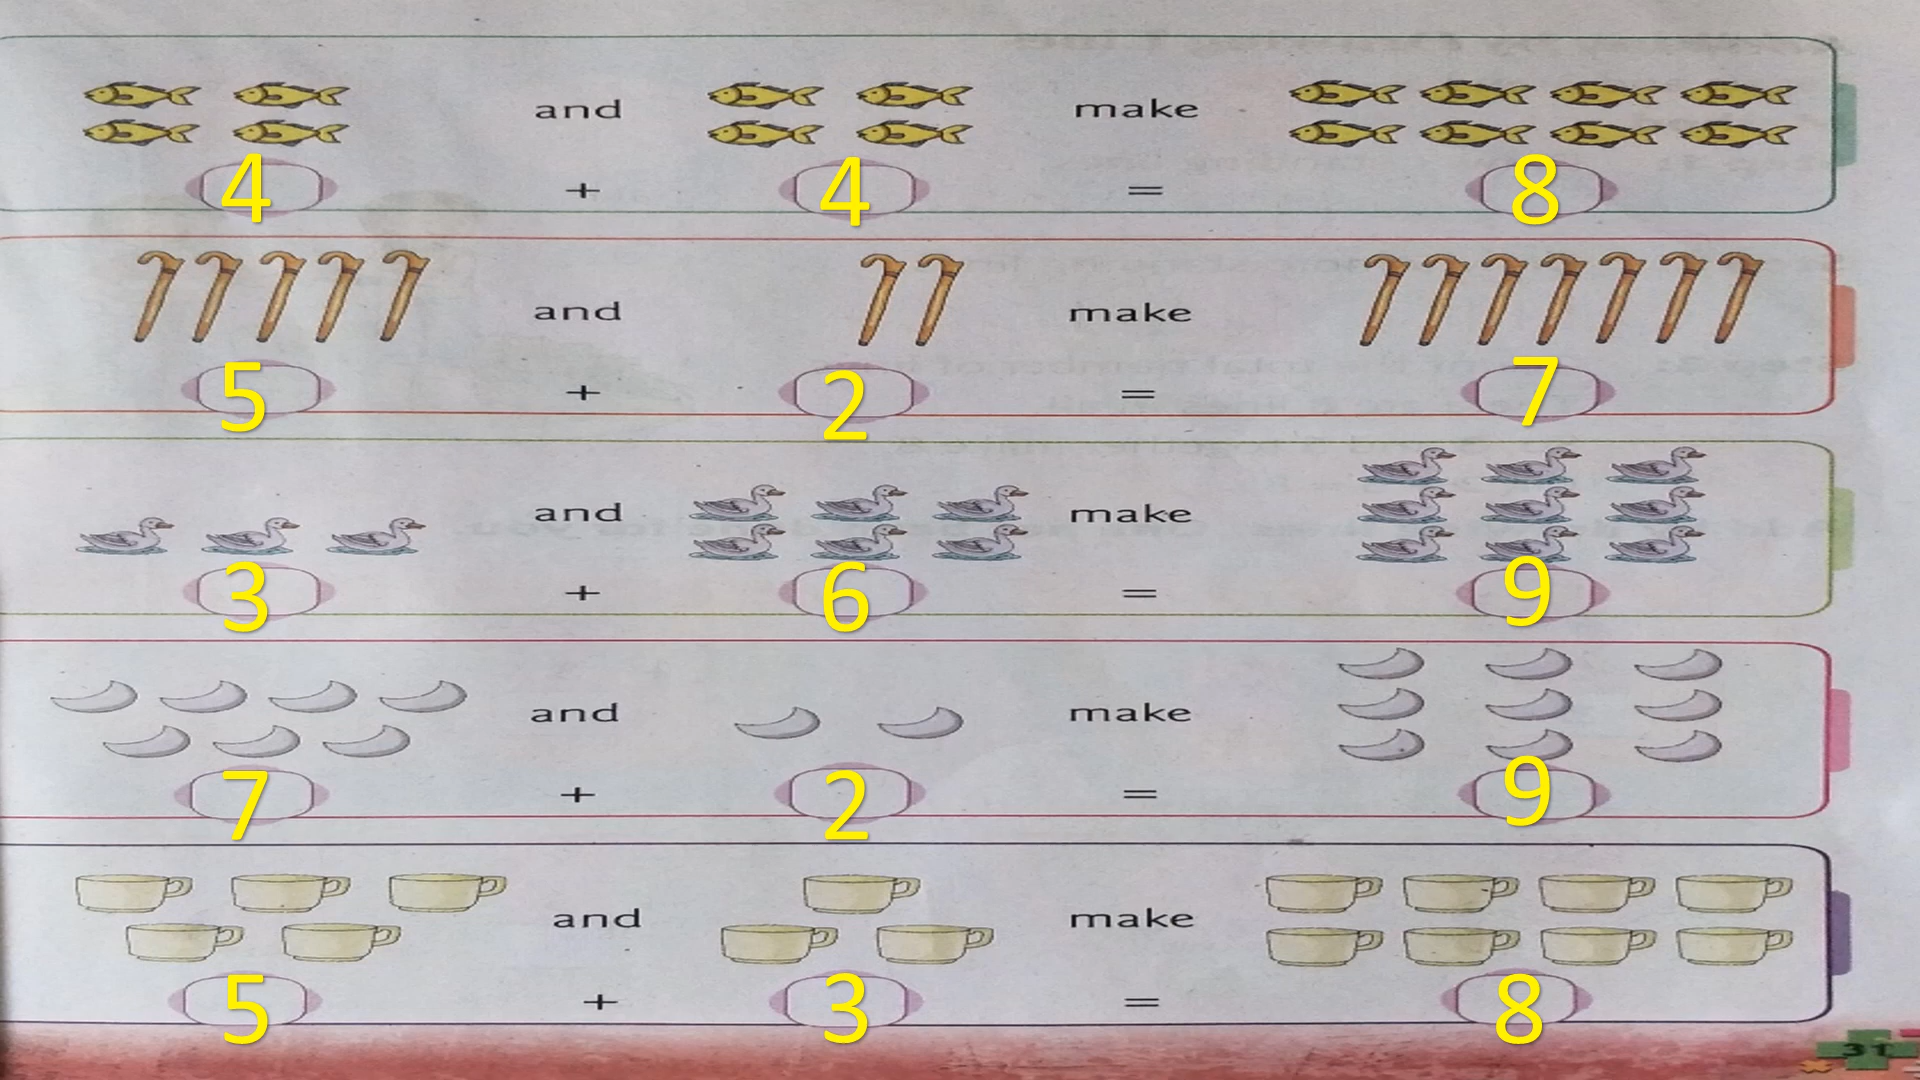 and make
4 + 4 = 8
and make
5 + 2 = 7
and make
3 + 6 = 9
and make
7 + 2 = 9
and make
5 + 3 = 8
31